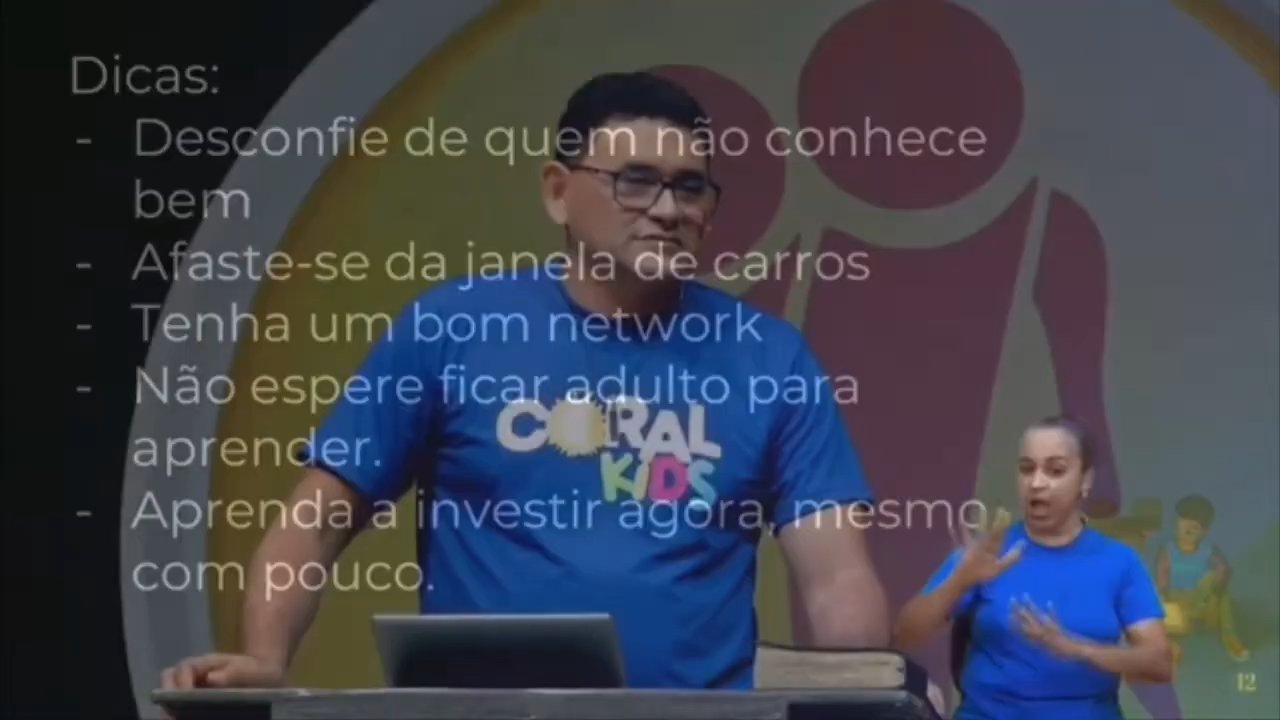 Dicas:
- Desconfie de quem não conhece
bem
- Afaste-se da janela de carros
- Tenha um bom network
- Não espere ficar adulto para
aprender.
- Aprenda a investir agora, mesmo
com pouco.
CORAL
KIDS
12